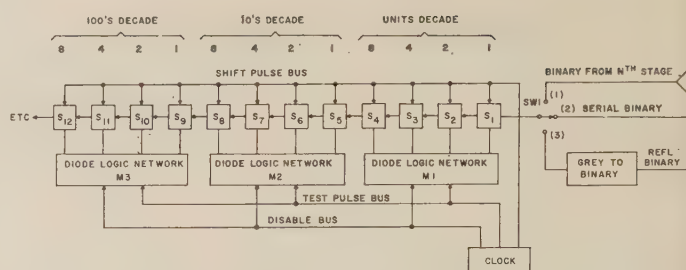 100'S DECADE
10'S DECADE
UNITS DECADE
8 4 2 1 8 4 2 1 8 4 2 1
SHIFT PULSE BUS
BINARY FROM NTH STAGE
SW1
(1)
(2) SERIAL BINARY
(3)
ETC
S12 S11 S10 S9 S8 S7 S6 S5 S4 S3 S2 S1
DIODE LOGIC NETWORK
M3
DIODE LOGIC NETWORK
M2
DIODE LOGIC NETWORK
M1
GREY TO
BINARY
REFL
BINARY
TEST PULSE BUS
DISABLE BUS
CLOCK